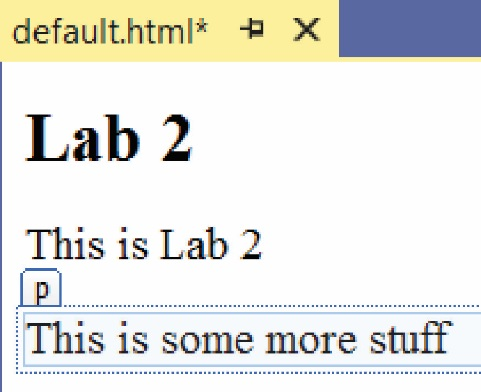 default.html*
Lab 2
This is Lab 2
p
This is some more stuff